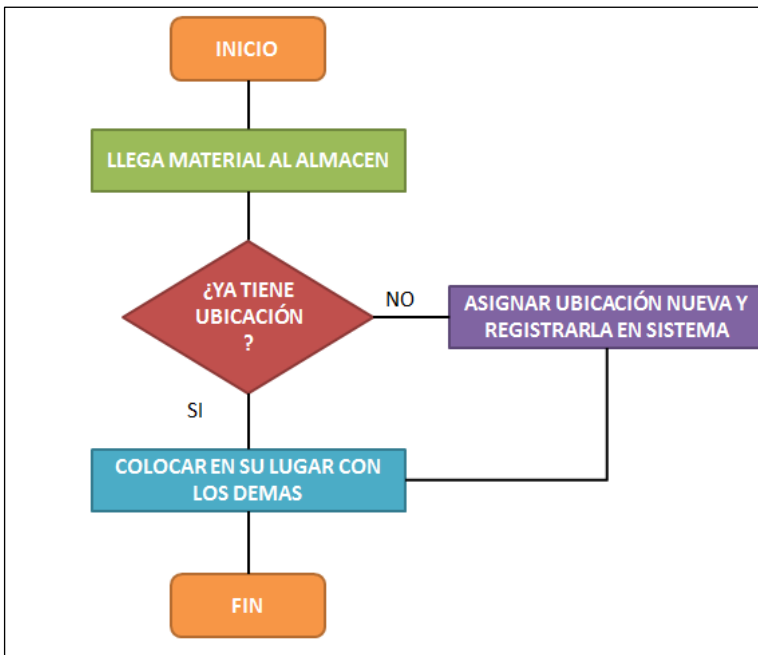 INICIO
LLEGA MATERIAL AL ALMACEN
¿YA TIENE
UBICACIÓN
?
NO
ASIGNAR UBICACIÓN NUEVA Y
REGISTRARLA EN SISTEMA
SI
COLOCAR EN SU LUGAR CON
LOS DEMAS
FIN